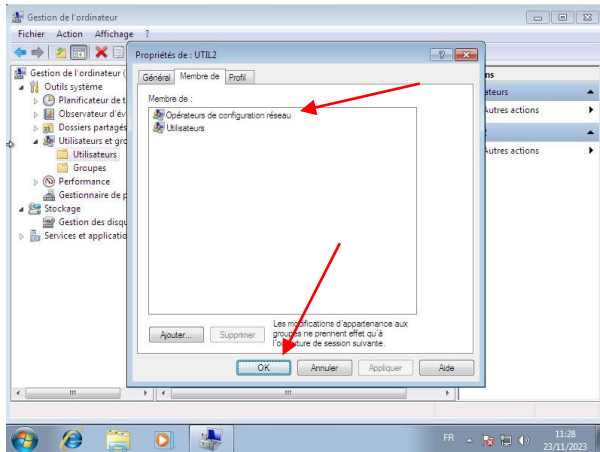 Gestion de l'ordinateur
Fichier Action Affichage ?
Gestion de l'ordinateur (
Outils système
Planificateur de t
Observateur d'év
Dossiers partagés
Utilisateurs et gro
Utilisateurs
Groupes
Performance
Gestionnaire de p
Stockage
Gestion des disqu
Services et applicatio
Propriétés de : UTIL2
Général Membre de Profil
Membre de :
Opérateurs de configuration réseau
Utilisateurs
Ajouter... Supprimer
Les modifications d'appartenance aux
groupes ne prennent effet qu'à
l'ouverture de session suivante.
OK Annuler Appliquer Aide
ns
ateurs
Autres actions
2
Autres actions
FR
11:28
23/11/2023